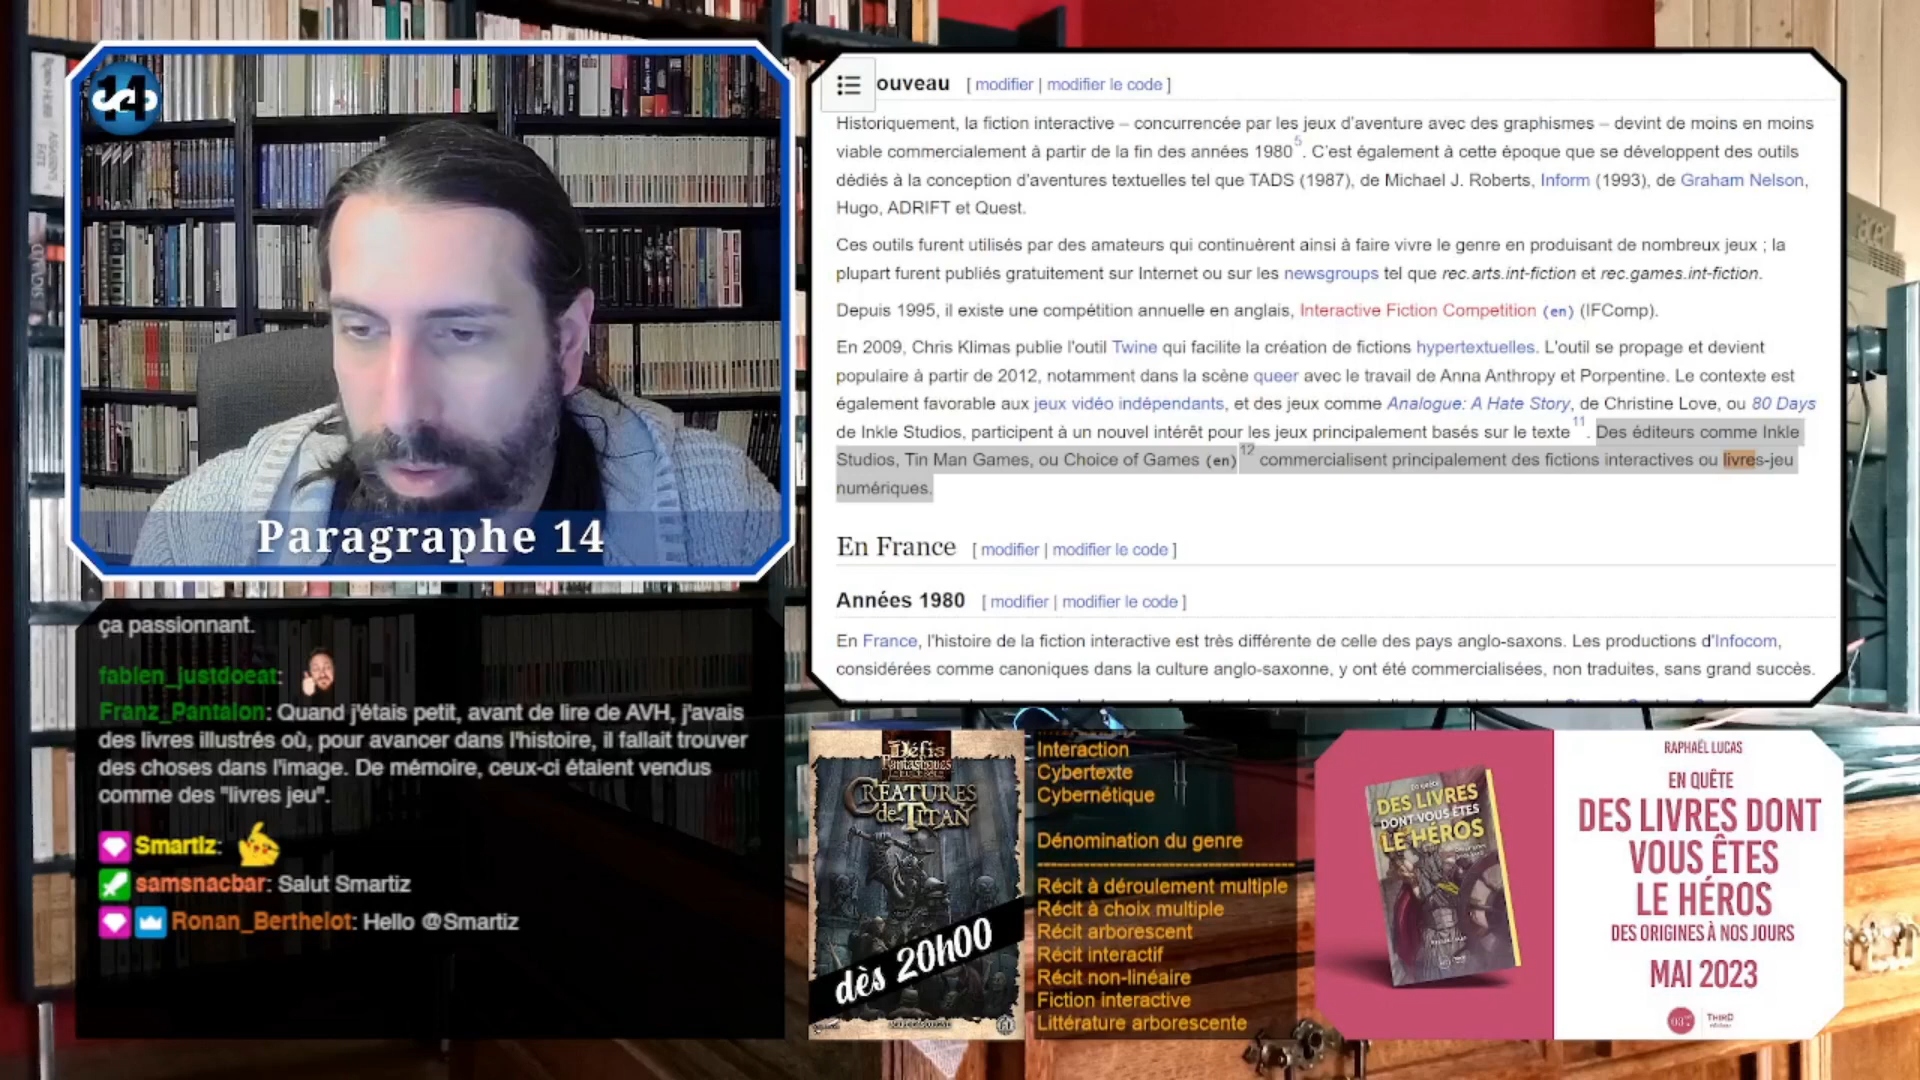 14
Paragraphe 14
ouveau [ modifier | modifier le code ]
Historiquement, la fiction interactive – concurrencée par les jeux d'aventure avec des graphismes – devint de moins en moins
viable commercialement à partir de la fin des années 1980 5. C'est également à cette époque que se développent des outils
dédiés à la conception d'aventures textuelles tel que TADS (1987), de Michael J. Roberts, Inform (1993), de Graham Nelson,
Hugo, ADRIFT et Quest.
Ces outils furent utilisés par des amateurs qui continuèrent ainsi à faire vivre le genre en produisant de nombreux jeux ; la
plupart furent publiés gratuitement sur Internet ou sur les newsgroups tel que rec.arts.int-fiction et rec.games.int-fiction.
Depuis 1995, il existe une compétition annuelle en anglais, Interactive Fiction Competition (en) (IFComp).
En 2009, Chris Klimas publie l'outil Twine qui facilite la création de fictions hypertextuelles. L'outil se propage et devient
populaire à partir de 2012, notamment dans la scène queer avec le travail de Anna Anthropy et Porpentine. Le contexte est
également favorable aux jeux vidéo indépendants, et des jeux comme Analogue: A Hate Story, de Christine Love, ou 80 Days
de Inkle Studios, participent à un nouvel intérêt pour les jeux principalement basés sur le texte 11. Des éditeurs comme Inkle
Studios, Tin Man Games, ou Choice of Games (en) 12 commercialisent principalement des fictions interactives ou livres-jeu
numériques.
En France [ modifier | modifier le code ]
Années 1980 [ modifier | modifier le code ]
En France, l'histoire de la fiction interactive est très différente de celle des pays anglo-saxons. Les productions d'Infocom,
considérées comme canoniques dans la culture anglo-saxonne, y ont été commercialisées, non traduites, sans grand succès.
ça passionnant.
fabien_justdoeat:
Franz_Pantalon: Quand j'étais petit, avant de lire de AVH, j'avais
des livres illustrés où, pour avancer dans l'histoire, il fallait trouver
des choses dans l'image. De mémoire, ceux-ci étaient vendus
comme des "livres jeu".
Smartiz:
samsnacbar: Salut Smartiz
Ronan_Berthelot: Hello @Smartiz
Défis
Fantastiques
CRÉATURES
de TITAN
dès 20h00
Interaction
Cybertexte
Cybernétique
Dénomination du genre
Récit à déroulement multiple
Récit à choix multiple
Récit arborescent
Récit interactif
Récit non-linéaire
Fiction interactive
Littérature arborescente
DES LIVRES
DONT VOUS ÊTES
LE HÉROS
RAPHAËL LUCAS
EN QUÊTE
DES LIVRES DONT
VOUS ÊTES
LE HÉROS
DES ORIGINES À NOS JOURS
MAI 2023
THIRD
éditions